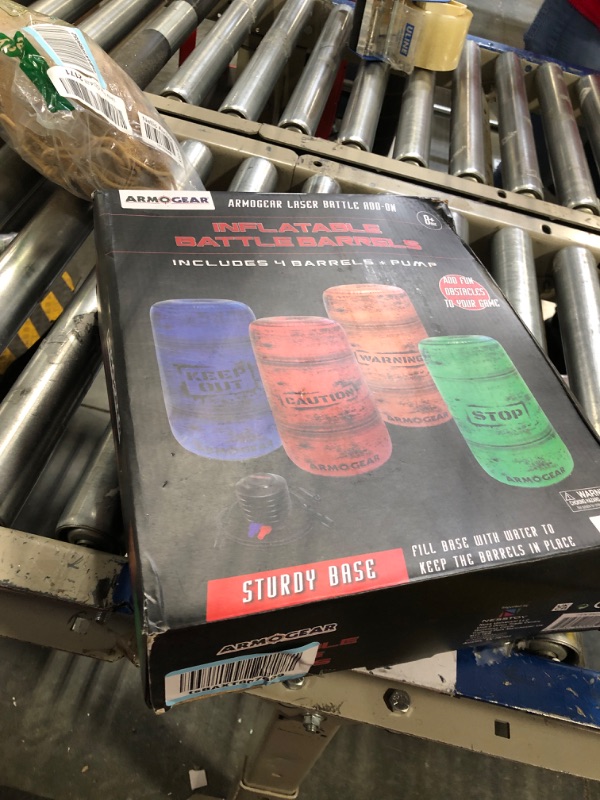 ARMOGEAR
ARMOGEAR LASER BATTLE ADD-ON
8+
INFLATABLE
BATTLE BARRELS
INCLUDES 4 BARRELS + PUMP
ADD FUN
OBSTACLES
TO YOUR GAME
KEEP
OUT
CAUTION
ARMOGEAR
WARNING
ARMOGEAR
STOP
ARMOGEAR
STURDY BASE
FILL BASE WITH WATER TO
KEEP THE BARRELS IN PLACE
ARMOGEAR